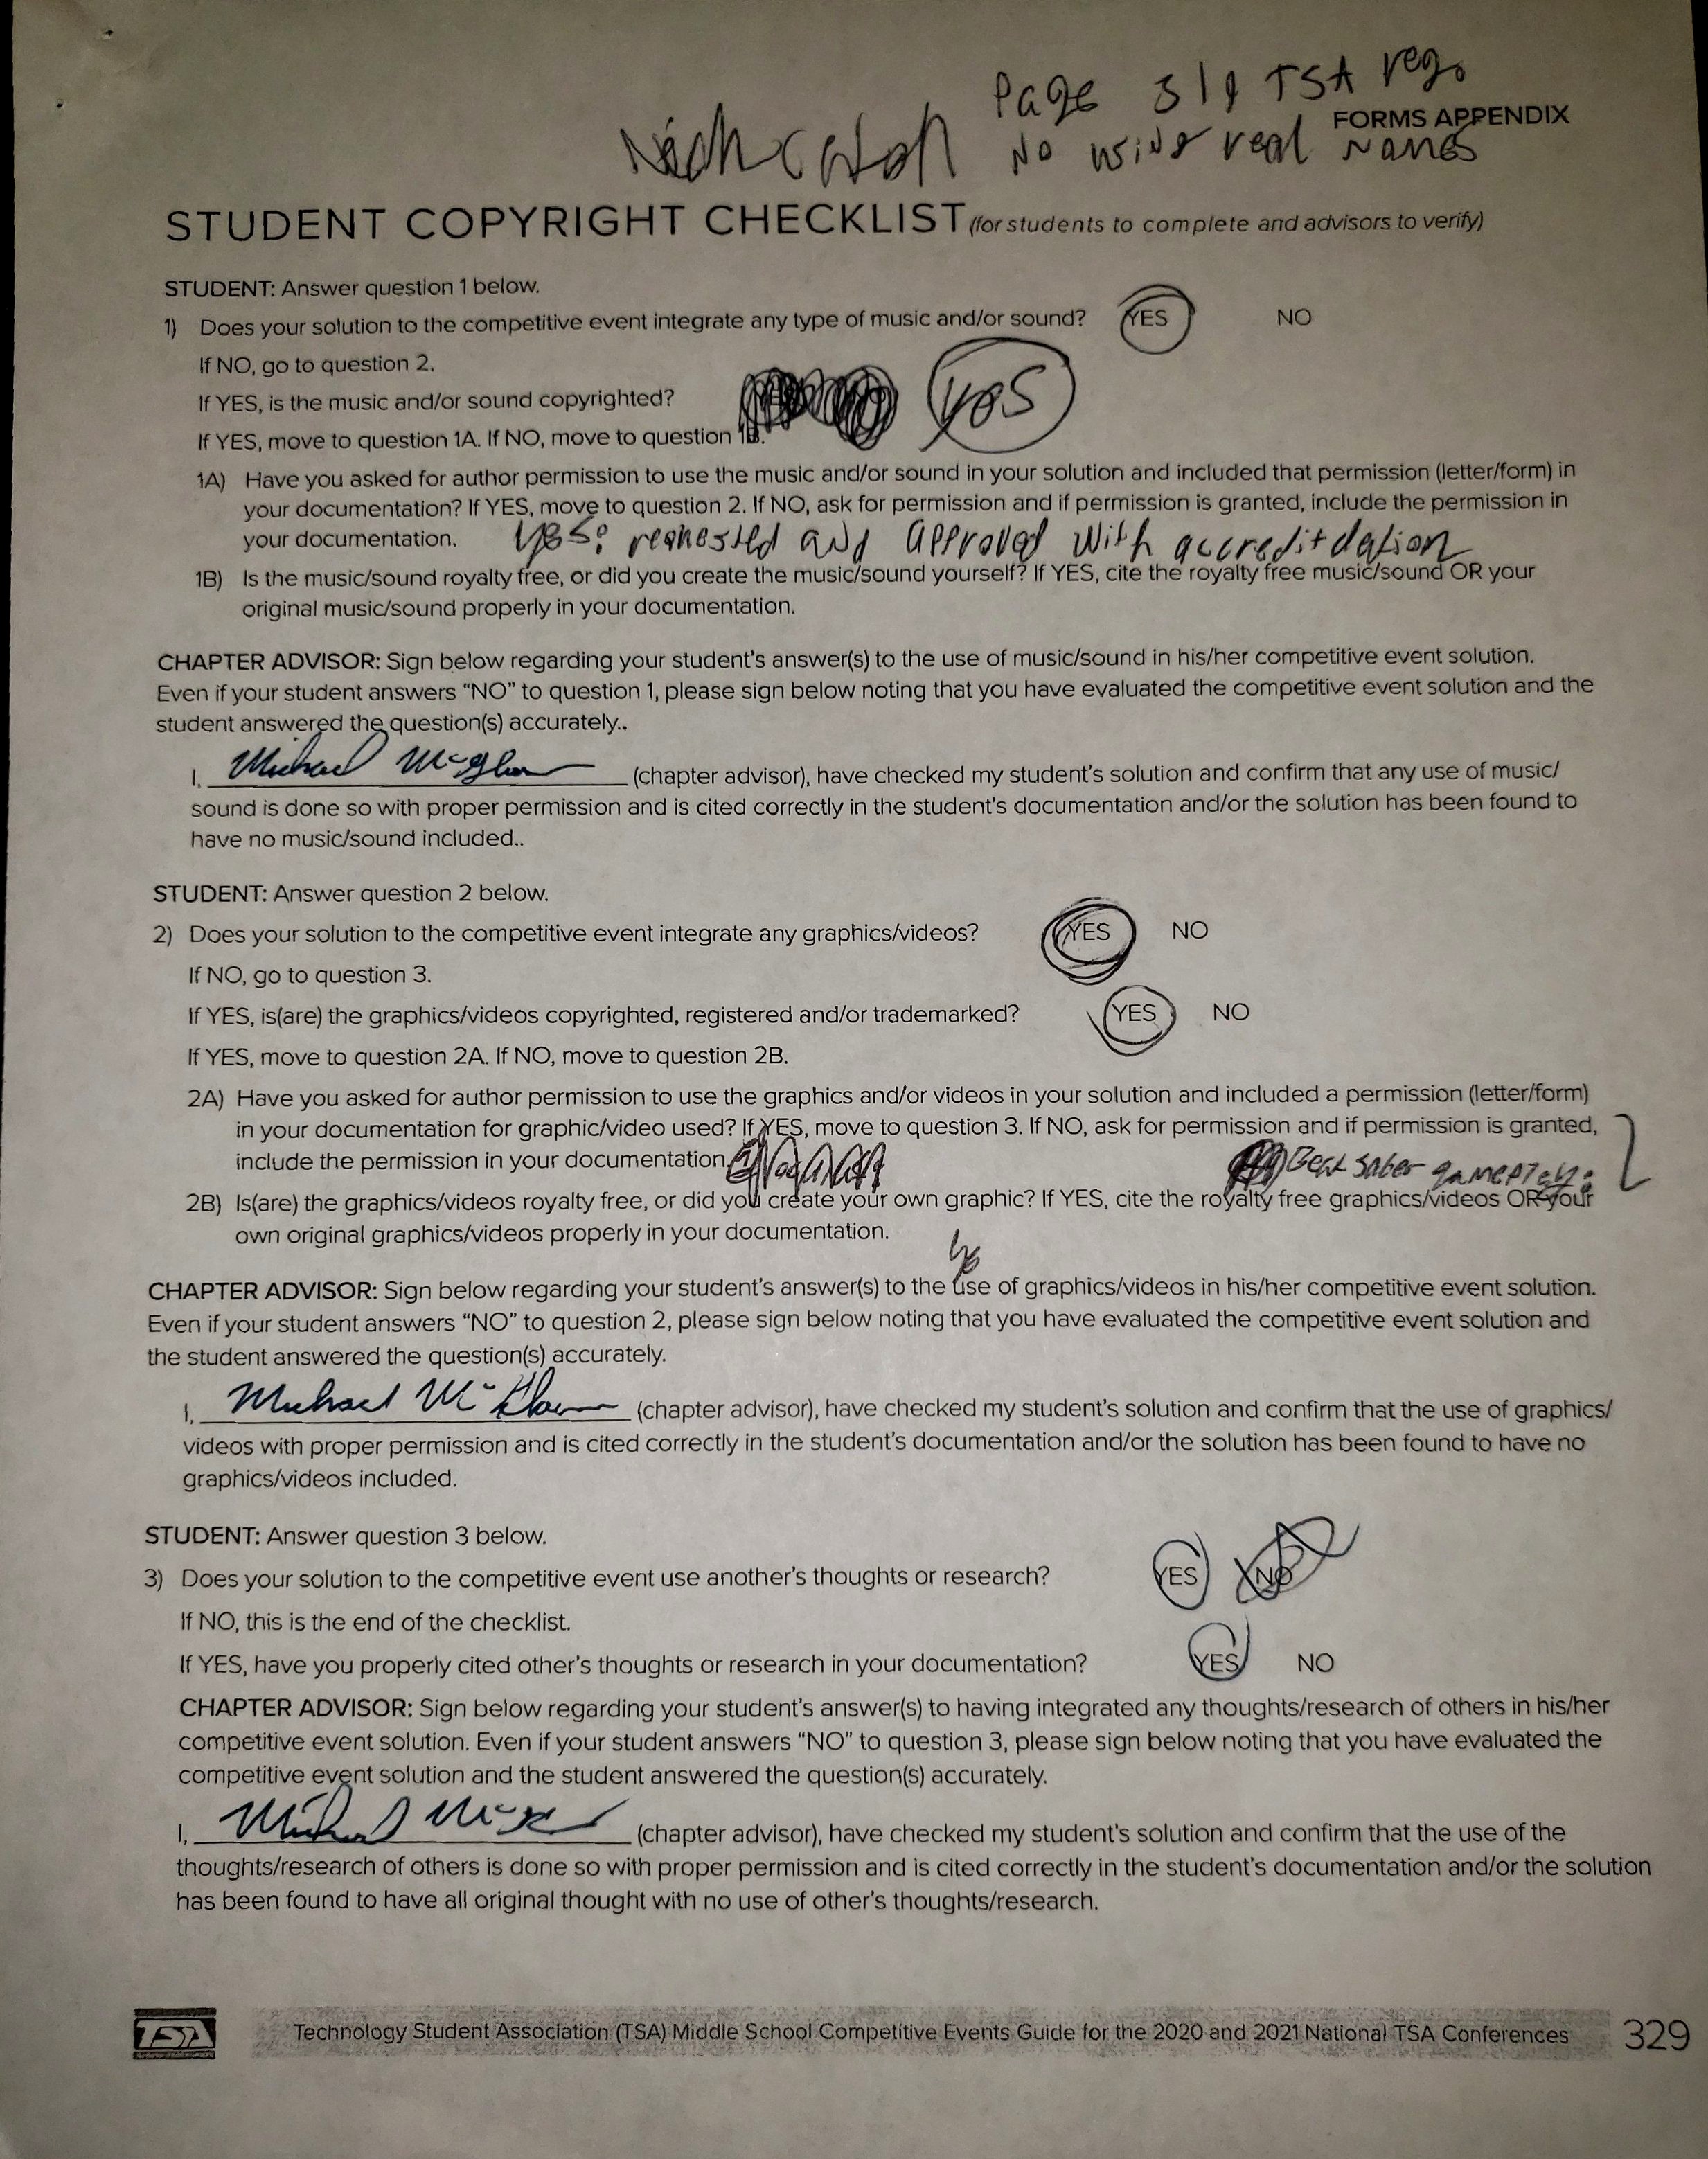 Page 319 TSA reg.
FORMS APPENDIX
No using real Names
STUDENT COPYRIGHT CHECKLIST (for students to complete and advisors to verify)
STUDENT: Answer question 1 below.
1) Does your solution to the competitive event integrate any type of music and/or sound? YES NO
If NO, go to question 2.
If YES, is the music and/or sound copyrighted? yes
If YES, move to question 1A. If NO, move to question 1B.
1A) Have you asked for author permission to use the music and/or sound in your solution and included that permission (letter/form) in
your documentation? If YES, move to question 2. If NO, ask for permission and if permission is granted, include the permission in
your documentation. Yes: requested and approved with accreditdation
1B) Is the music/sound royalty free, or did you create the music/sound yourself? If YES, cite the royalty free music/sound OR your
original music/sound properly in your documentation.
CHAPTER ADVISOR: Sign below regarding your student's answer(s) to the use of music/sound in his/her competitive event solution.
Even if your student answers "NO" to question 1, please sign below noting that you have evaluated the competitive event solution and the
student answered the question(s) accurately..
I, Michael (chapter advisor), have checked my student's solution and confirm that any use of music/
sound is done so with proper permission and is cited correctly in the student's documentation and/or the solution has been found to
have no music/sound included..
STUDENT: Answer question 2 below.
2) Does your solution to the competitive event integrate any graphics/videos? YES NO
If NO, go to question 3.
If YES, is(are) the graphics/videos copyrighted, registered and/or trademarked? YES NO
If YES, move to question 2A. If NO, move to question 2B.
2A) Have you asked for author permission to use the graphics and/or videos in your solution and included a permission (letter/form)
in your documentation for graphic/video used? If YES, move to question 3. If NO, ask for permission and if permission is granted,
include the permission in your documentation Beat saber gameplay:
2B) Is(are) the graphics/videos royalty free, or did you create your own graphic? If YES, cite the royalty free graphics/videos OR your
own original graphics/videos properly in your documentation.
CHAPTER ADVISOR: Sign below regarding your student's answer(s) to the use of graphics/videos in his/her competitive event solution.
Even if your student answers "NO" to question 2, please sign below noting that you have evaluated the competitive event solution and
the student answered the question(s) accurately.
I, Michael (chapter advisor), have checked my student's solution and confirm that the use of graphics/
videos with proper permission and is cited correctly in the student's documentation and/or the solution has been found to have no
graphics/videos included.
STUDENT: Answer question 3 below.
3) Does your solution to the competitive event use another's thoughts or research? YES NO
If NO, this is the end of the checklist.
If YES, have you properly cited other's thoughts or research in your documentation? YES NO
CHAPTER ADVISOR: Sign below regarding your student's answer(s) to having integrated any thoughts/research of others in his/her
competitive event solution. Even if your student answers "NO" to question 3, please sign below noting that you have evaluated the
competitive event solution and the student answered the question(s) accurately.
I, Michael (chapter advisor), have checked my student's solution and confirm that the use of the
thoughts/research of others is done so with proper permission and is cited correctly in the student's documentation and/or the solution
has been found to have all original thought with no use of other's thoughts/research.
TSA Technology Student Association (TSA) Middle School Competitive Events Guide for the 2020 and 2021 National TSA Conferences 329